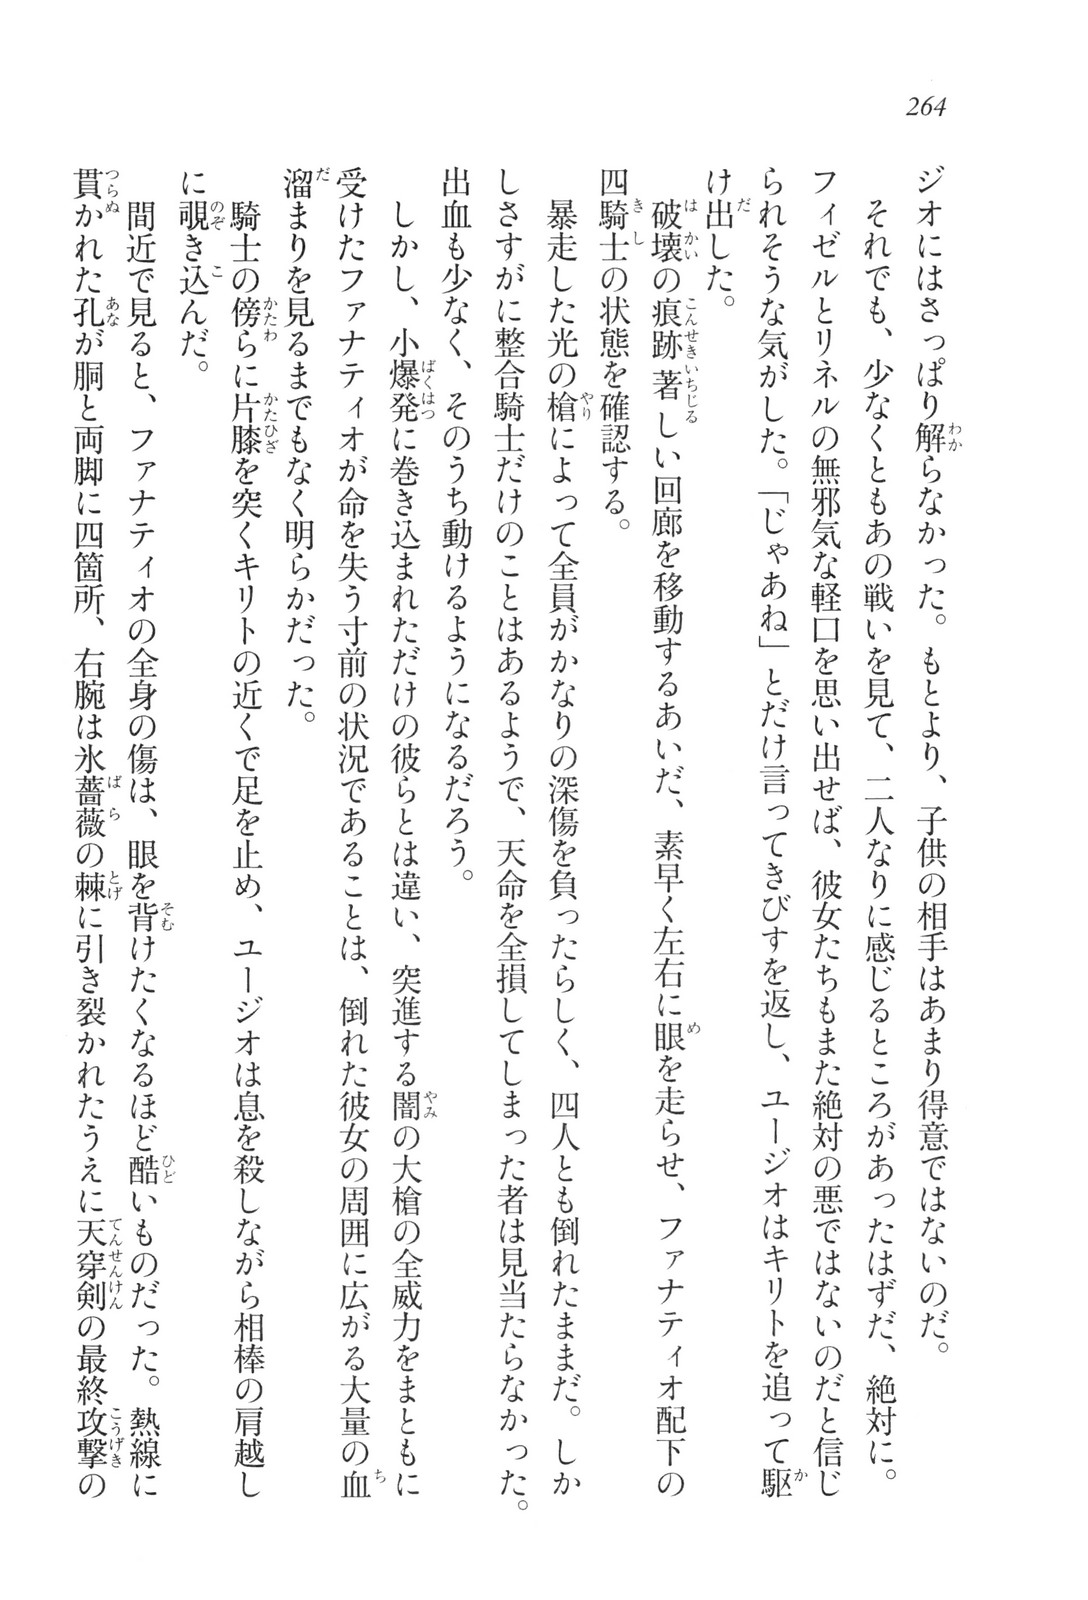 264
ジオにはさっぱり解らなかった。もとより、子供の相手はあまり得意ではないのだ。
それでも、少なくともあの戦いを見て、二人なりに感じるところがあったはずだ、絶対に。
フィゼルとリネルの無邪気な軽口を思い出せば、彼女たちもまた絶対の悪ではないのだと信じ
られそうな気がした。「じゃあね」とだけ言ってきびすを返し、ユージオはキリトを追って駆
け出した。
破壊の痕跡著しい回廊を移動するあいだ、素早く左右に眼を走らせ、ファナティオ配下の
四騎士の状態を確認する。
暴走した光の槍によって全員がかなりの深傷を負ったらしく、四人とも倒れたままだ。しか
しさすがに整合騎士だけのことはあるようで、天命を全損してしまった者は見当たらなかった。
出血も少なく、そのうち動けるようになるだろう。
しかし、小爆発に巻き込まれただけの彼らとは違い、突進する闇の大槍の全威力をまともに
受けたファナティオが命を失う寸前の状況であることは、倒れた彼女の周囲に広がる大量の血
溜まりを見るまでもなく明らかだった。
騎士の傍らに片膝を突くキリトの近くで足を止め、ユージオは息を殺しながら相棒の肩越し
に覗き込んだ。
間近で見ると、ファナティオの全身の傷は、眼を背けたくなるほど酷いものだった。熱線に
貫かれた孔が胴と両脚に四箇所、右腕は氷薔薇の棘に引き裂かれたうえに天穿剣の最終攻撃の